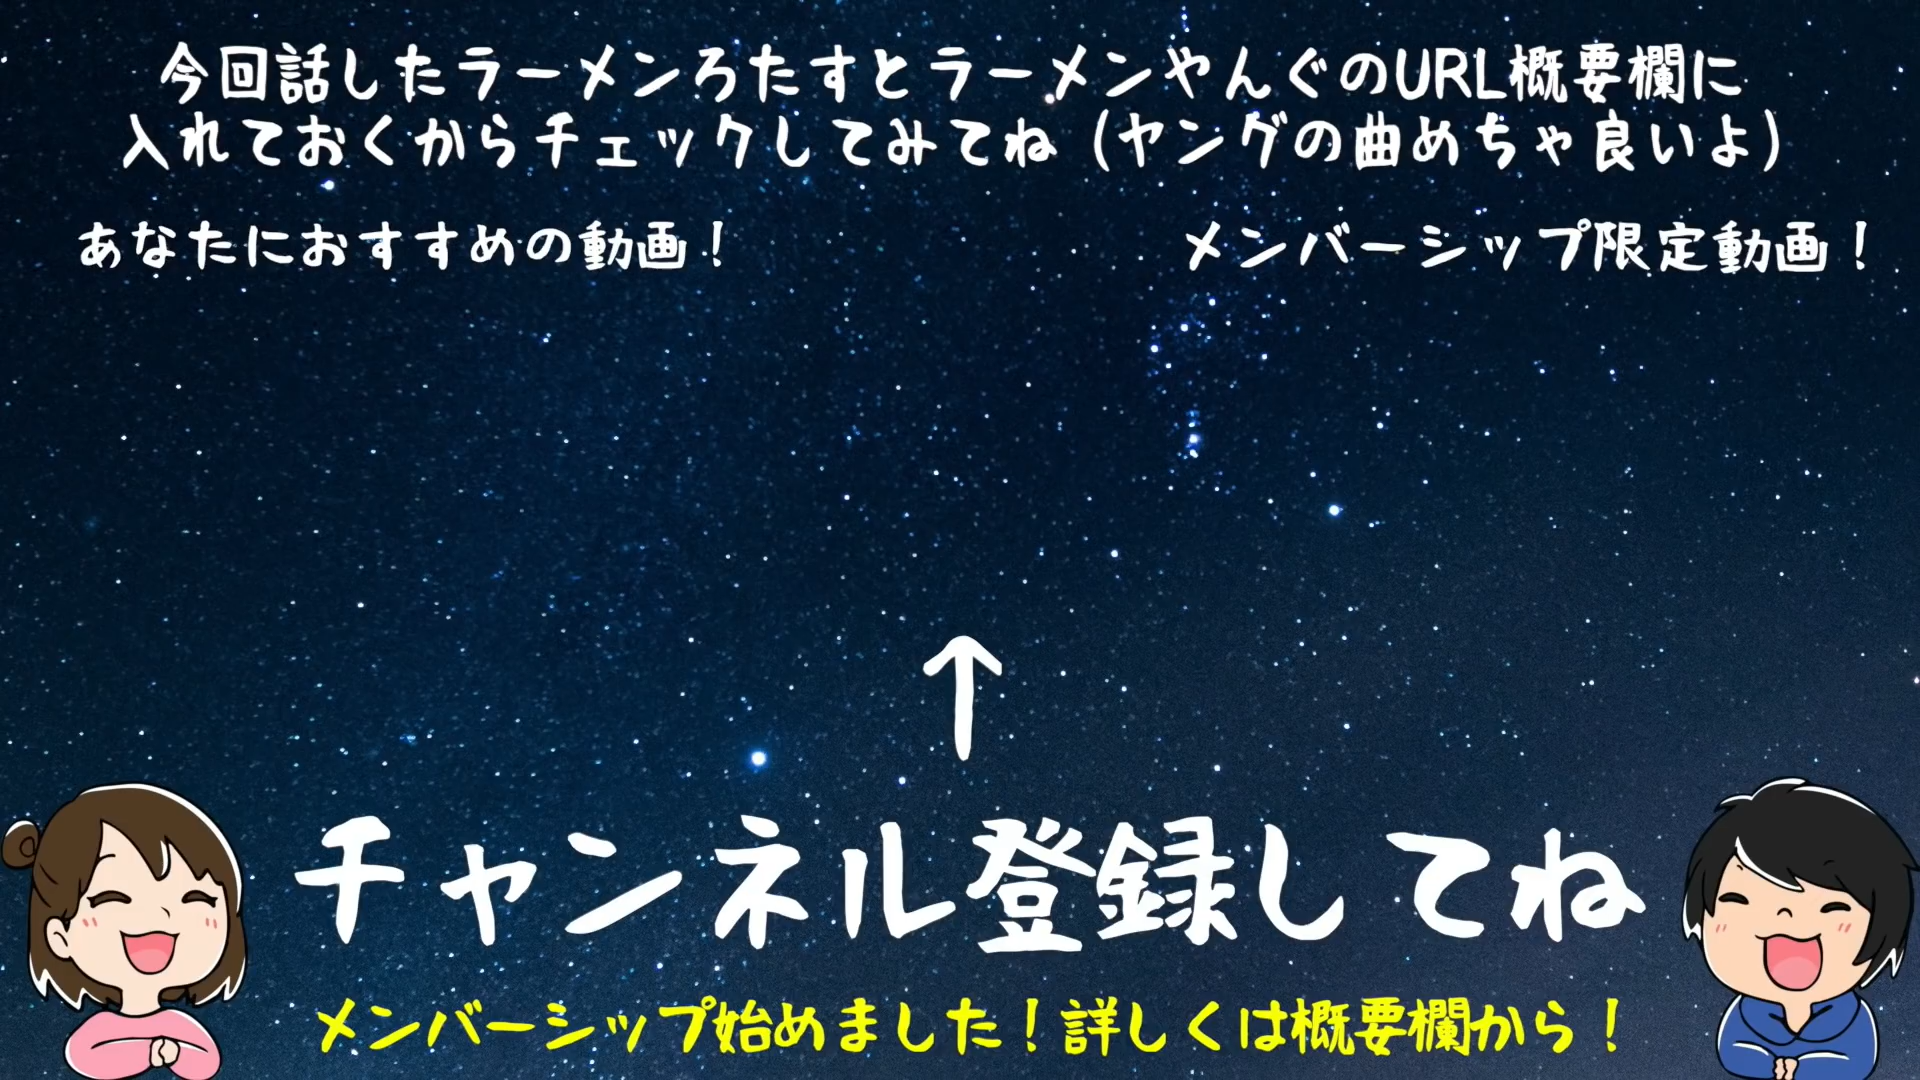 今回話したラーメンろたすとラーメンやんぐのURL概要欄に
入れておくからチェックしてみてね（ヤングの曲めちゃ良いよ）
あなたにおすすめの動画！
メンバーシップ限定動画！
↑
チャンネル登録してね
メンバーシップ始めました！詳しくは概要欄から！